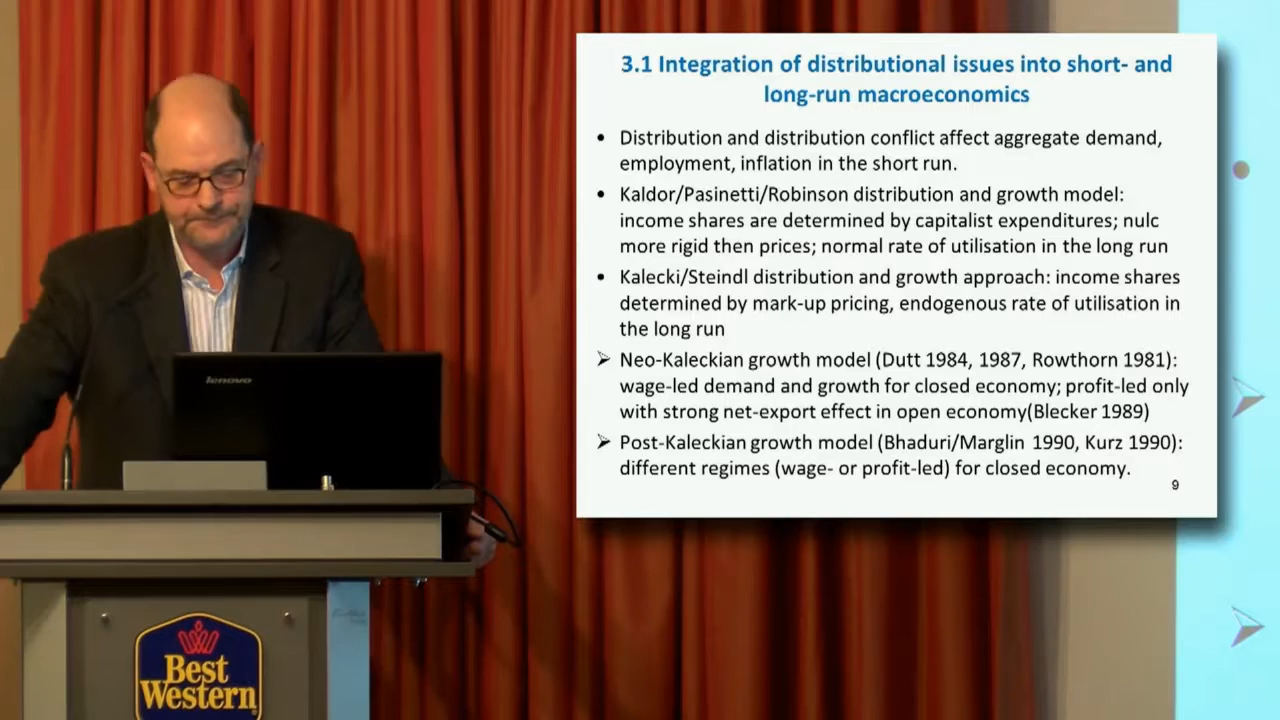 3.1 Integration of distributional issues into short- and
long-run macroeconomics
• Distribution and distribution conflict affect aggregate demand,
employment, inflation in the short run.
• Kaldor/Pasinetti/Robinson distribution and growth model:
income shares are determined by capitalist expenditures; nulc
more rigid then prices; normal rate of utilisation in the long run
• Kalecki/Steindl distribution and growth approach: income shares
determined by mark-up pricing, endogenous rate of utilisation in
the long run
➢ Neo-Kaleckian growth model (Dutt 1984, 1987, Rowthorn 1981):
wage-led demand and growth for closed economy; profit-led only
with strong net-export effect in open economy(Blecker 1989)
➢ Post-Kaleckian growth model (Bhaduri/Marglin 1990, Kurz 1990):
different regimes (wage- or profit-led) for closed economy.
9
lenovo
Best
Western